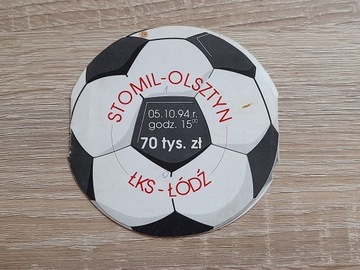 STOMIL-OLSZTYN
05.10.94 r.
godz. 15⁰⁰
70 tys. zł
ŁKS-ŁÓDŹ